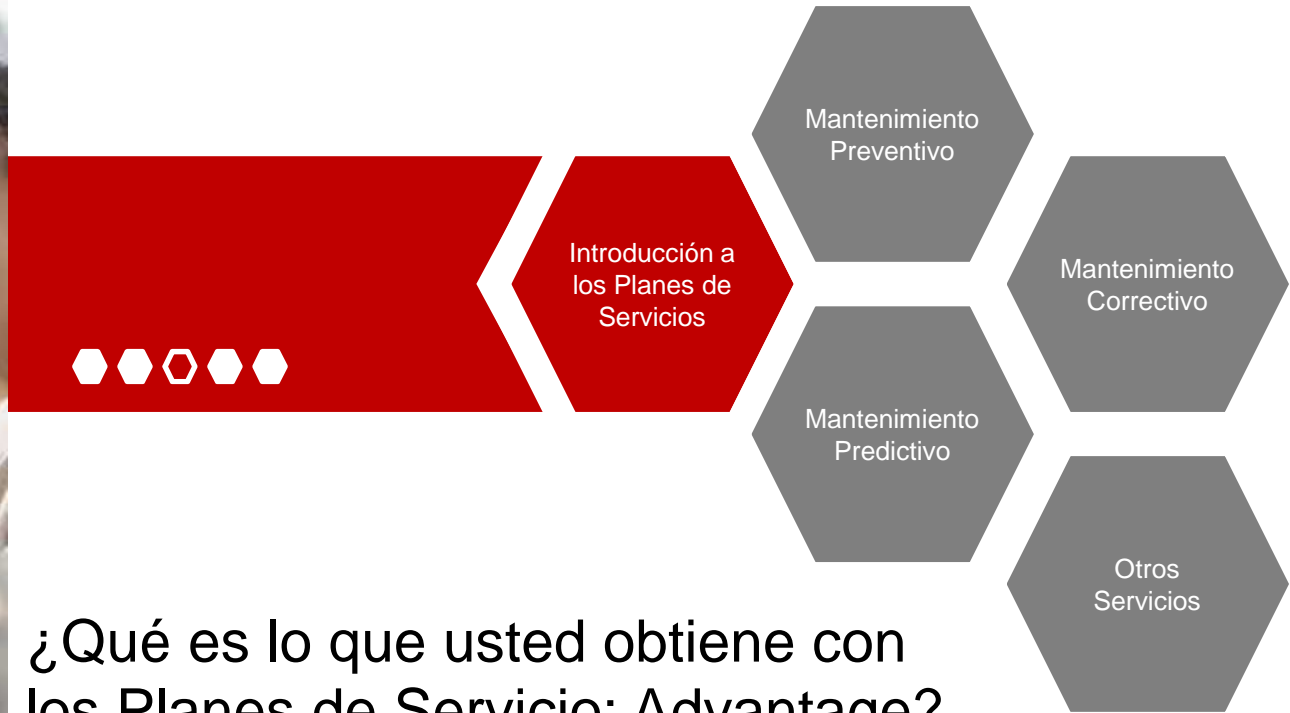 Mantenimiento
Preventivo
Introducción a
los Planes de
Servicios
Mantenimiento
Correctivo
Mantenimiento
Predictivo
Otros
Servicios
¿Qué es lo que usted obtiene con
los Planes de Servicio: Advantage?